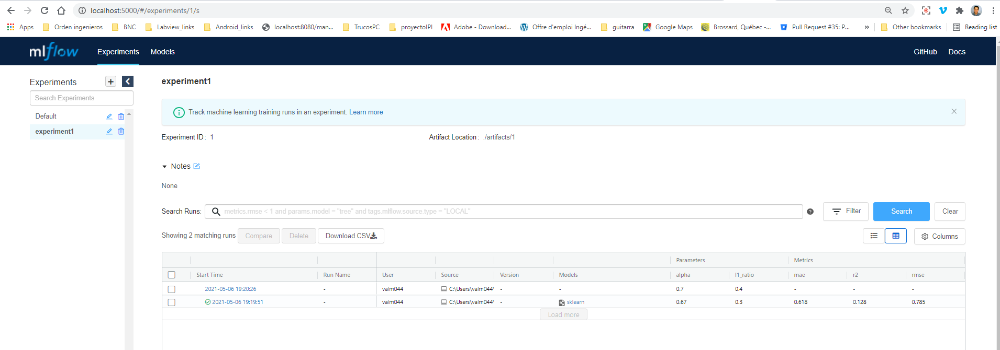 localhost:5000/#/experiments/1/s
Apps Orden ingenieros BNC Labview_links Android_links localhost:8080/man... TrucosPC proyectoIPI Adobe - Download... Offre d'emploi Ingé... guitarra Google Maps Brossard, Québec -... Pull Request #35: P... » Other bookmarks Reading list
mlflow Experiments Models GitHub Docs
Experiments +
Search Experiments
Default
experiment1
experiment1
Track machine learning training runs in an experiment. Learn more
Experiment ID: 1 Artifact Location: ./artifacts/1
Notes
None
Search Runs: metrics.rmse < 1 and params.model = "tree" and tags.mlflow.source.type = "LOCAL" Filter Search Clear
Showing 2 matching runs Compare Delete Download CSV Columns
Parameters Metrics
Start Time Run Name User Source Version Models alpha l1_ratio mae r2 rmse
2021-05-06 19:20:26 - valm044 C:\Users\valm044\ - - 0.7 0.4 - - -
2021-05-06 19:19:51 - valm044 C:\Users\valm044\ - sklearn 0.67 0.3 0.618 0.128 0.785
Load more